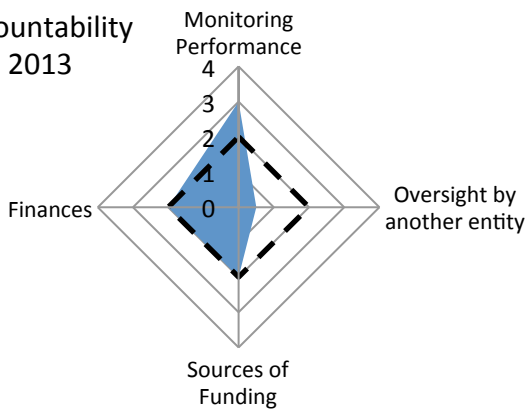 ountability
2013
Monitoring
Performance
4
3
2
1
0
Finances
Oversight by
another entity
Sources of
Funding